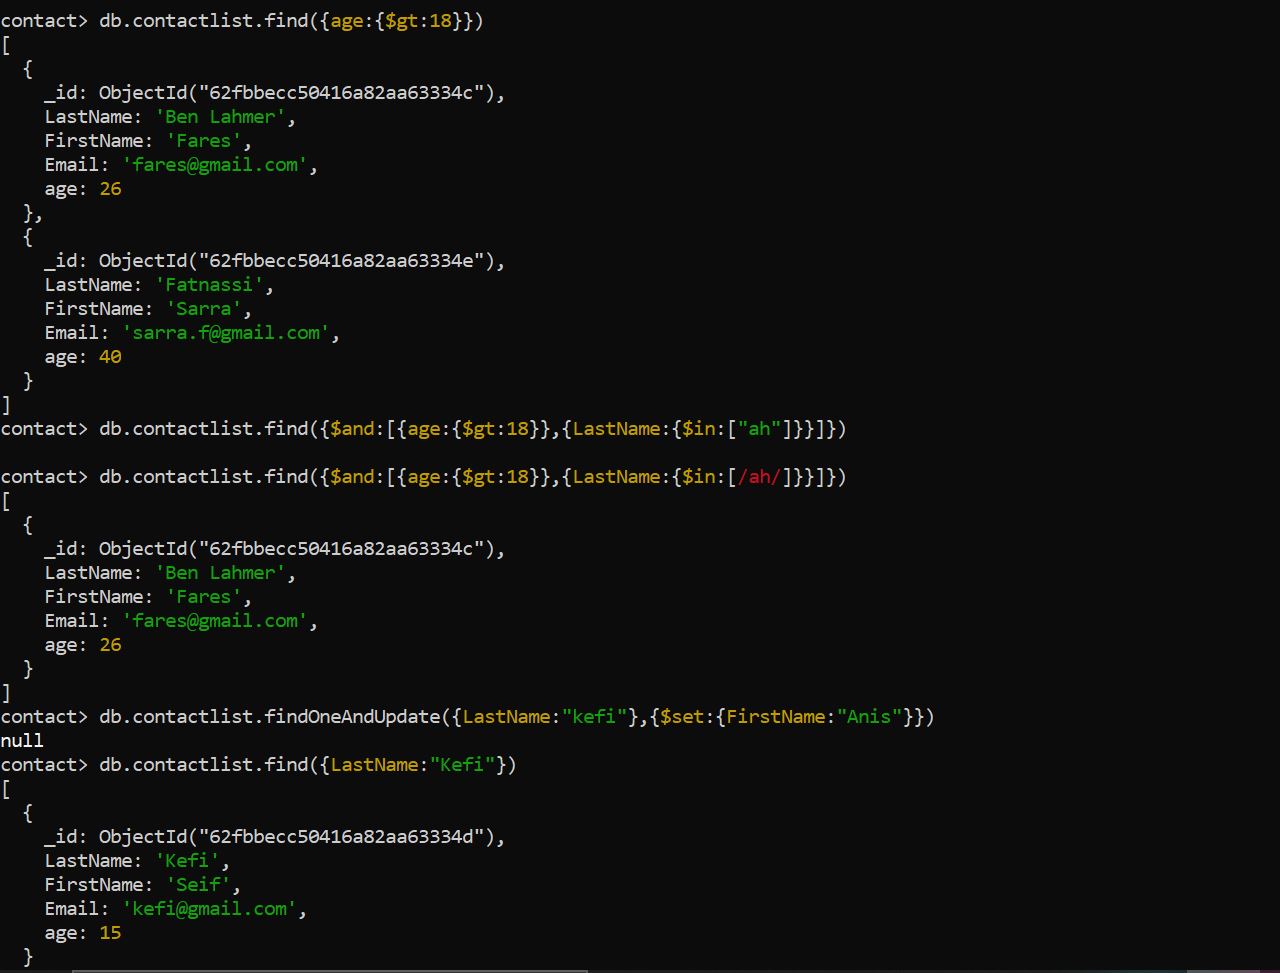 contact> db.contactlist.find({age:{$gt:18}})
[
  {
    _id: ObjectId("62fbbecc50416a82aa63334c"),
    LastName: 'Ben Lahmer',
    FirstName: 'Fares',
    Email: 'fares@gmail.com',
    age: 26
  },
  {
    _id: ObjectId("62fbbecc50416a82aa63334e"),
    LastName: 'Fatnassi',
    FirstName: 'Sarra',
    Email: 'sarra.f@gmail.com',
    age: 40
  }
]
contact> db.contactlist.find({$and:[{age:{$gt:18}},{LastName:{$in:["ah"]}}]})

contact> db.contactlist.find({$and:[{age:{$gt:18}},{LastName:{$in:[/ah/]}}]})
[
  {
    _id: ObjectId("62fbbecc50416a82aa63334c"),
    LastName: 'Ben Lahmer',
    FirstName: 'Fares',
    Email: 'fares@gmail.com',
    age: 26
  }
]
contact> db.contactlist.findOneAndUpdate({LastName:"kefi"},{$set:{FirstName:"Anis"}})
null
contact> db.contactlist.find({LastName:"Kefi"})
[
  {
    _id: ObjectId("62fbbecc50416a82aa63334d"),
    LastName: 'Kefi',
    FirstName: 'Seif',
    Email: 'kefi@gmail.com',
    age: 15
  }